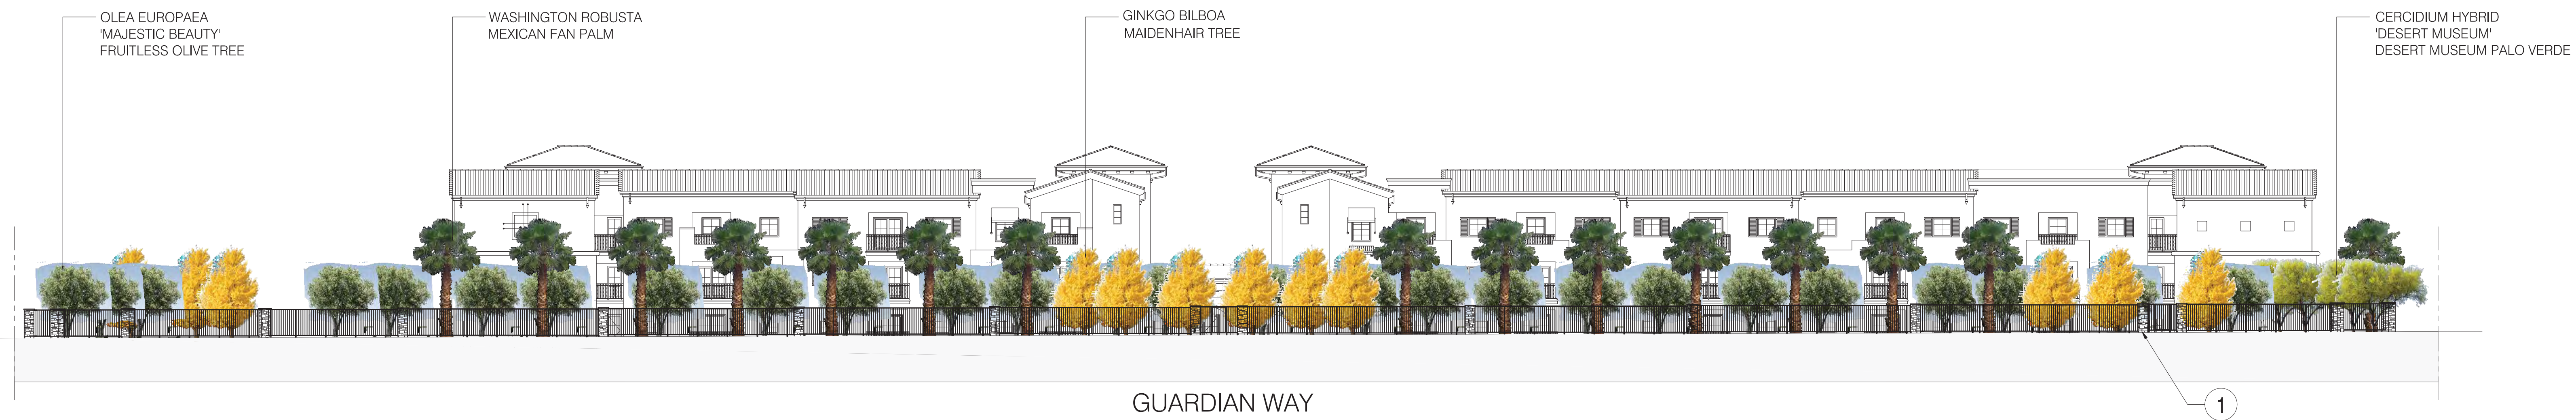 OLEA EUROPAEA
'MAJESTIC BEAUTY'
FRUITLESS OLIVE TREE
WASHINGTON ROBUSTA
MEXICAN FAN PALM
GINKGO BILBOA
MAIDENHAIR TREE
CERCIDIUM HYBRID
'DESERT MUSEUM'
DESERT MUSEUM PALO VERDE
GUARDIAN WAY
1